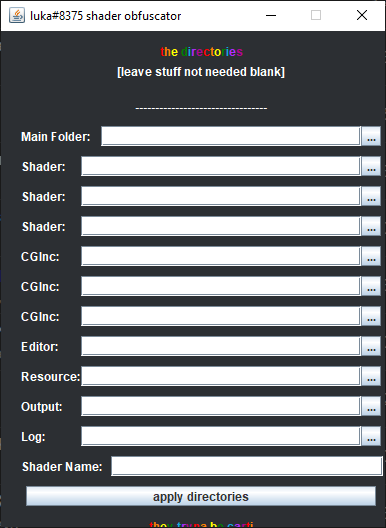 luka#8375 shader obfuscator
the directories
[leave stuff not needed blank]
---------------------------------
Main Folder: ...
Shader: ...
Shader: ...
Shader: ...
CGInc: ...
CGInc: ...
CGInc: ...
Editor: ...
Resource: ...
Output: ...
Log: ...
Shader Name:
apply directories